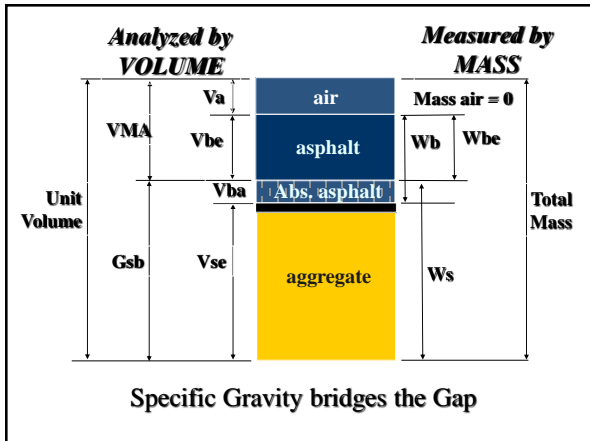 Analyzed by
VOLUME
Measured by
MASS
Va
air
Mass air = 0
VMA
Vbe
asphalt
Wb
Wbe
Vba
Abs. asphalt
Unit
Volume
Total
Mass
Gsb
Vse
aggregate
Ws
Specific Gravity bridges the Gap